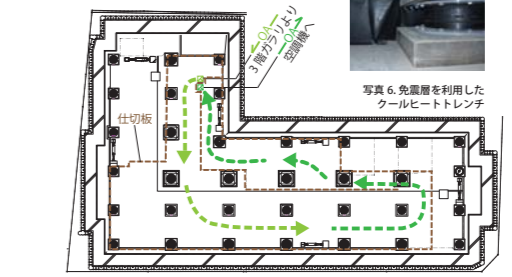 OA
3階ガラリより
OA
空調機へ
仕切板
写真6. 免震層を利用した
クールヒートトレンチ